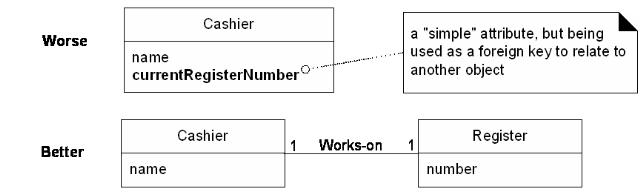 Worse
Cashier
name
currentRegisterNumber
a "simple" attribute, but being
used as a foreign key to relate to
another object
Better
Cashier
name
1 Works-on 1
Register
number